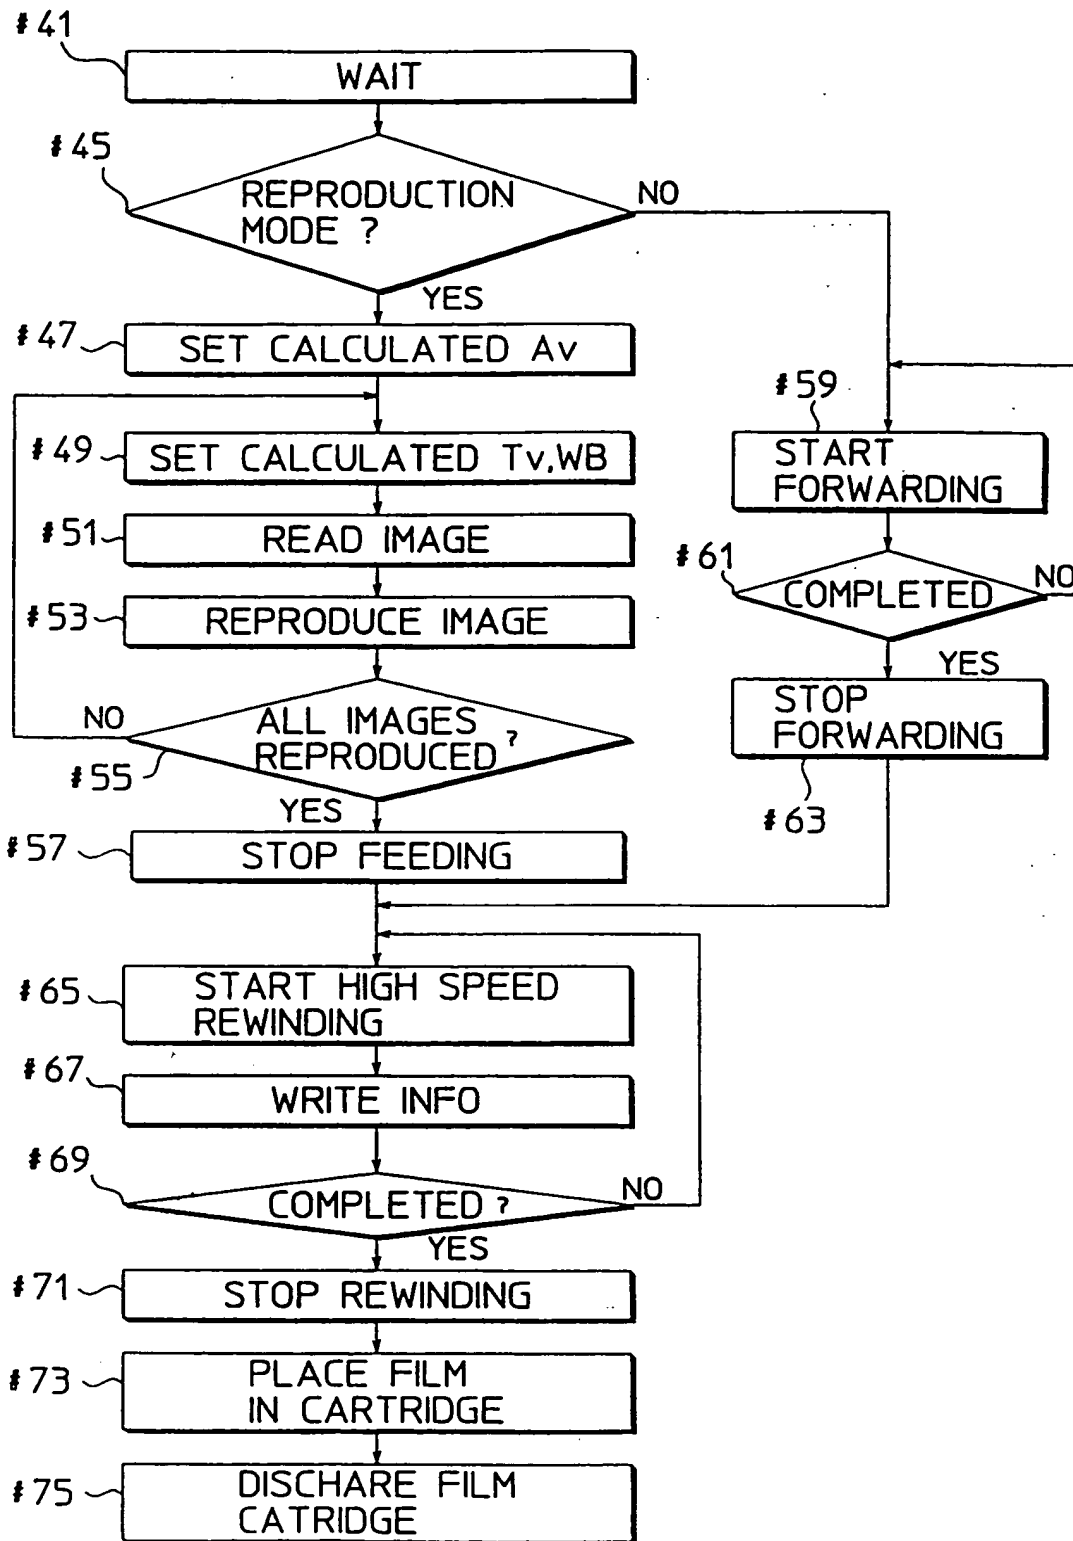 #41
WAIT
#45
REPRODUCTION
MODE ?
NO
YES
#47
SET CALCULATED Av
#49
SET CALCULATED Tv,WB
#51
READ IMAGE
#53
REPRODUCE IMAGE
NO
ALL IMAGES
REPRODUCED ?
#55
YES
#57
STOP FEEDING
#59
START
FORWARDING
#61
COMPLETED
NO
YES
STOP
FORWARDING
#63
#65
START HIGH SPEED
REWINDING
#67
WRITE INFO
#69
COMPLETED ?
NO
YES
#71
STOP REWINDING
#73
PLACE FILM
IN CARTRIDGE
#75
DISCHARE FILM
CATRIDGE